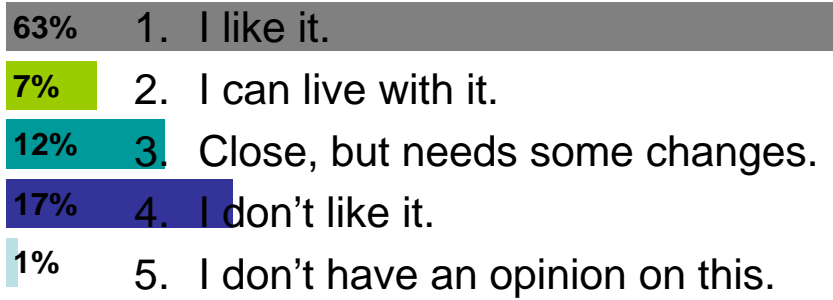 63% 1. I like it.
7% 2. I can live with it.
12% 3. Close, but needs some changes.
17% 4. I don’t like it.
1% 5. I don’t have an opinion on this.